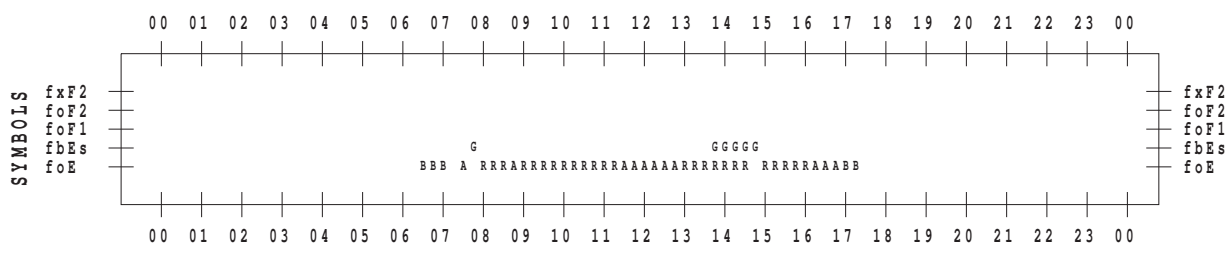 00 01 02 03 04 05 06 07 08 09 10 11 12 13 14 15 16 17 18 19 20 21 22 23 00
SYMBOLS
fxF2 fxF2
foF2 foF2
foF1 foF1
fbEs G GGGGG fbEs
foE BBB A RRRARRRRRRRRRRAAAAAARRRRRRR RRRRRAAABB foE
00 01 02 03 04 05 06 07 08 09 10 11 12 13 14 15 16 17 18 19 20 21 22 23 00